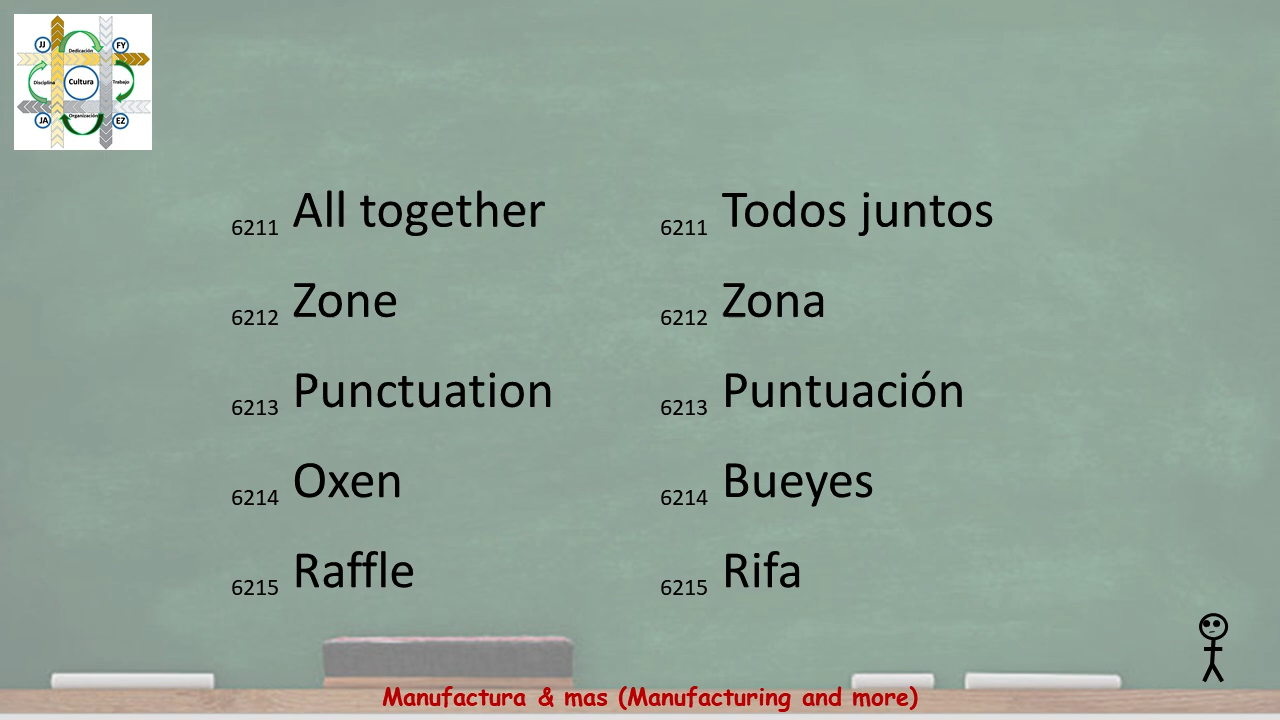 JJ
FY
Dedicación
Disciplina
Cultura
Trabajo
Organización
JA
EZ
6211 All together 6211 Todos juntos
6212 Zone 6212 Zona
6213 Punctuation 6213 Puntuación
6214 Oxen 6214 Bueyes
6215 Raffle 6215 Rifa
Manufactura & mas (Manufacturing and more)